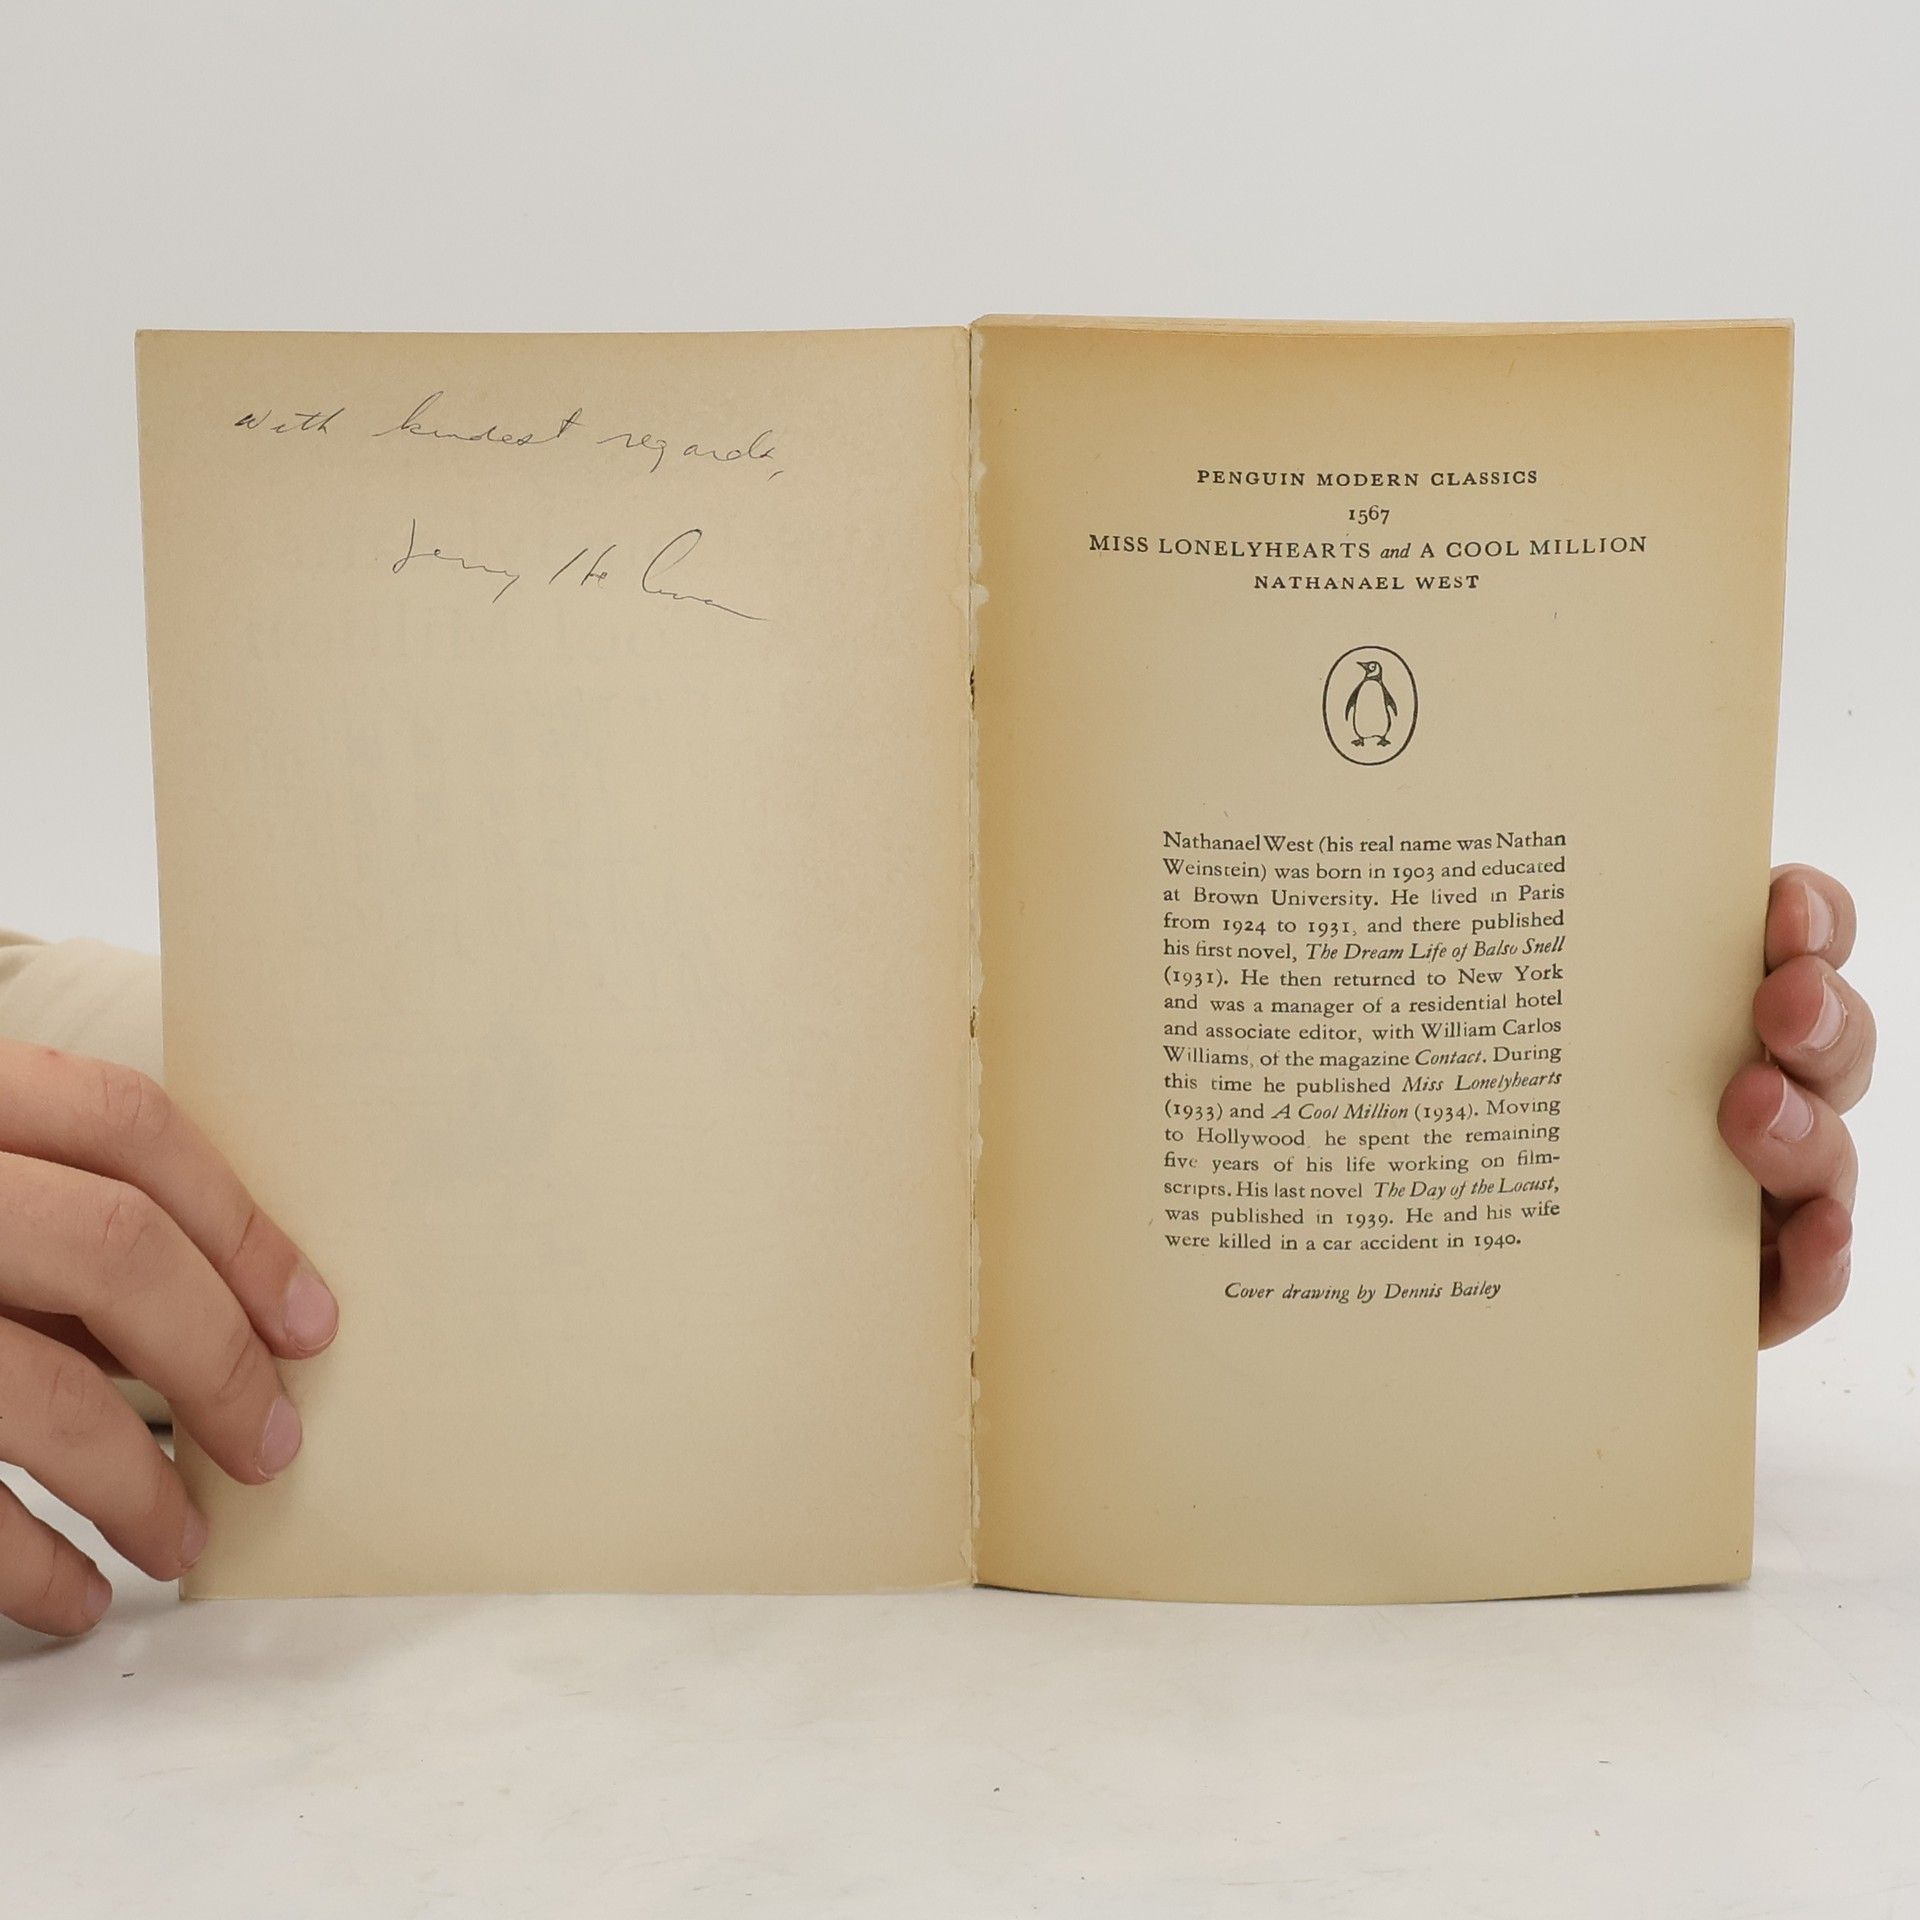 with kindest regards,
Jerry
PENGUIN MODERN CLASSICS
1567
MISS LONELYHEARTS and A COOL MILLION
NATHANAEL WEST
Nathanael West (his real name was Nathan
Weinstein) was born in 1903 and educated
at Brown University. He lived in Paris
from 1924 to 1931, and there published
his first novel, The Dream Life of Balso Snell
(1931). He then returned to New York
and was a manager of a residential hotel
and associate editor, with William Carlos
Williams, of the magazine Contact. During
this time he published Miss Lonelyhearts
(1933) and A Cool Million (1934). Moving
to Hollywood he spent the remaining
five years of his life working on film-
scripts. His last novel The Day of the Locust,
was published in 1939. He and his wife
were killed in a car accident in 1940.
Cover drawing by Dennis Bailey